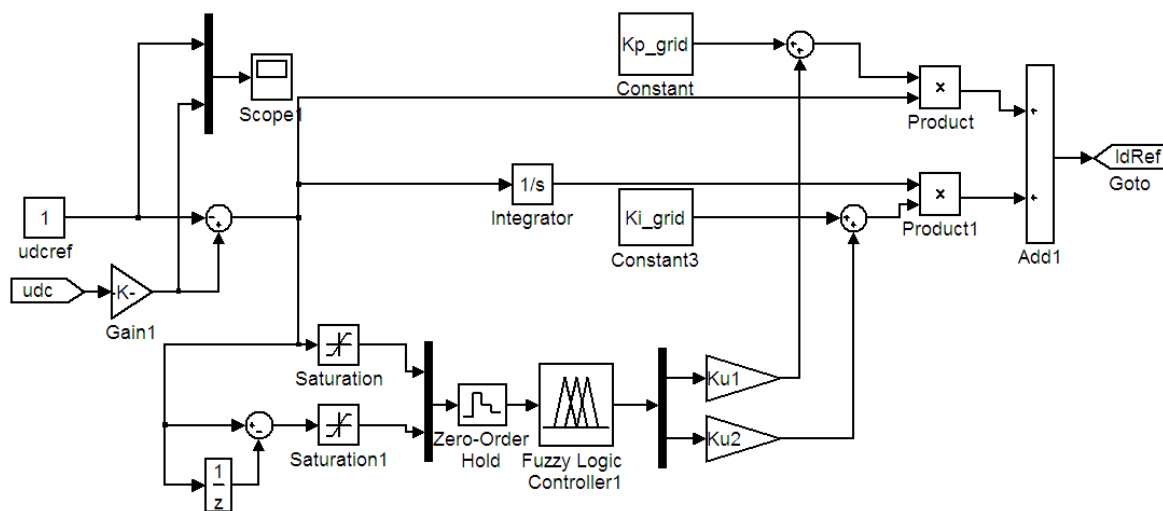 Kp_grid
Constant
Scope1
×
Product
IdRef
Goto
1/s
Integrator
Ki_grid
Constant3
×
Product1
Add1
1
udcref
udc
-K-
Gain1
Saturation
Saturation1
Zero-Order
Hold
Fuzzy Logic
Controller1
Ku1
Ku2
1
z